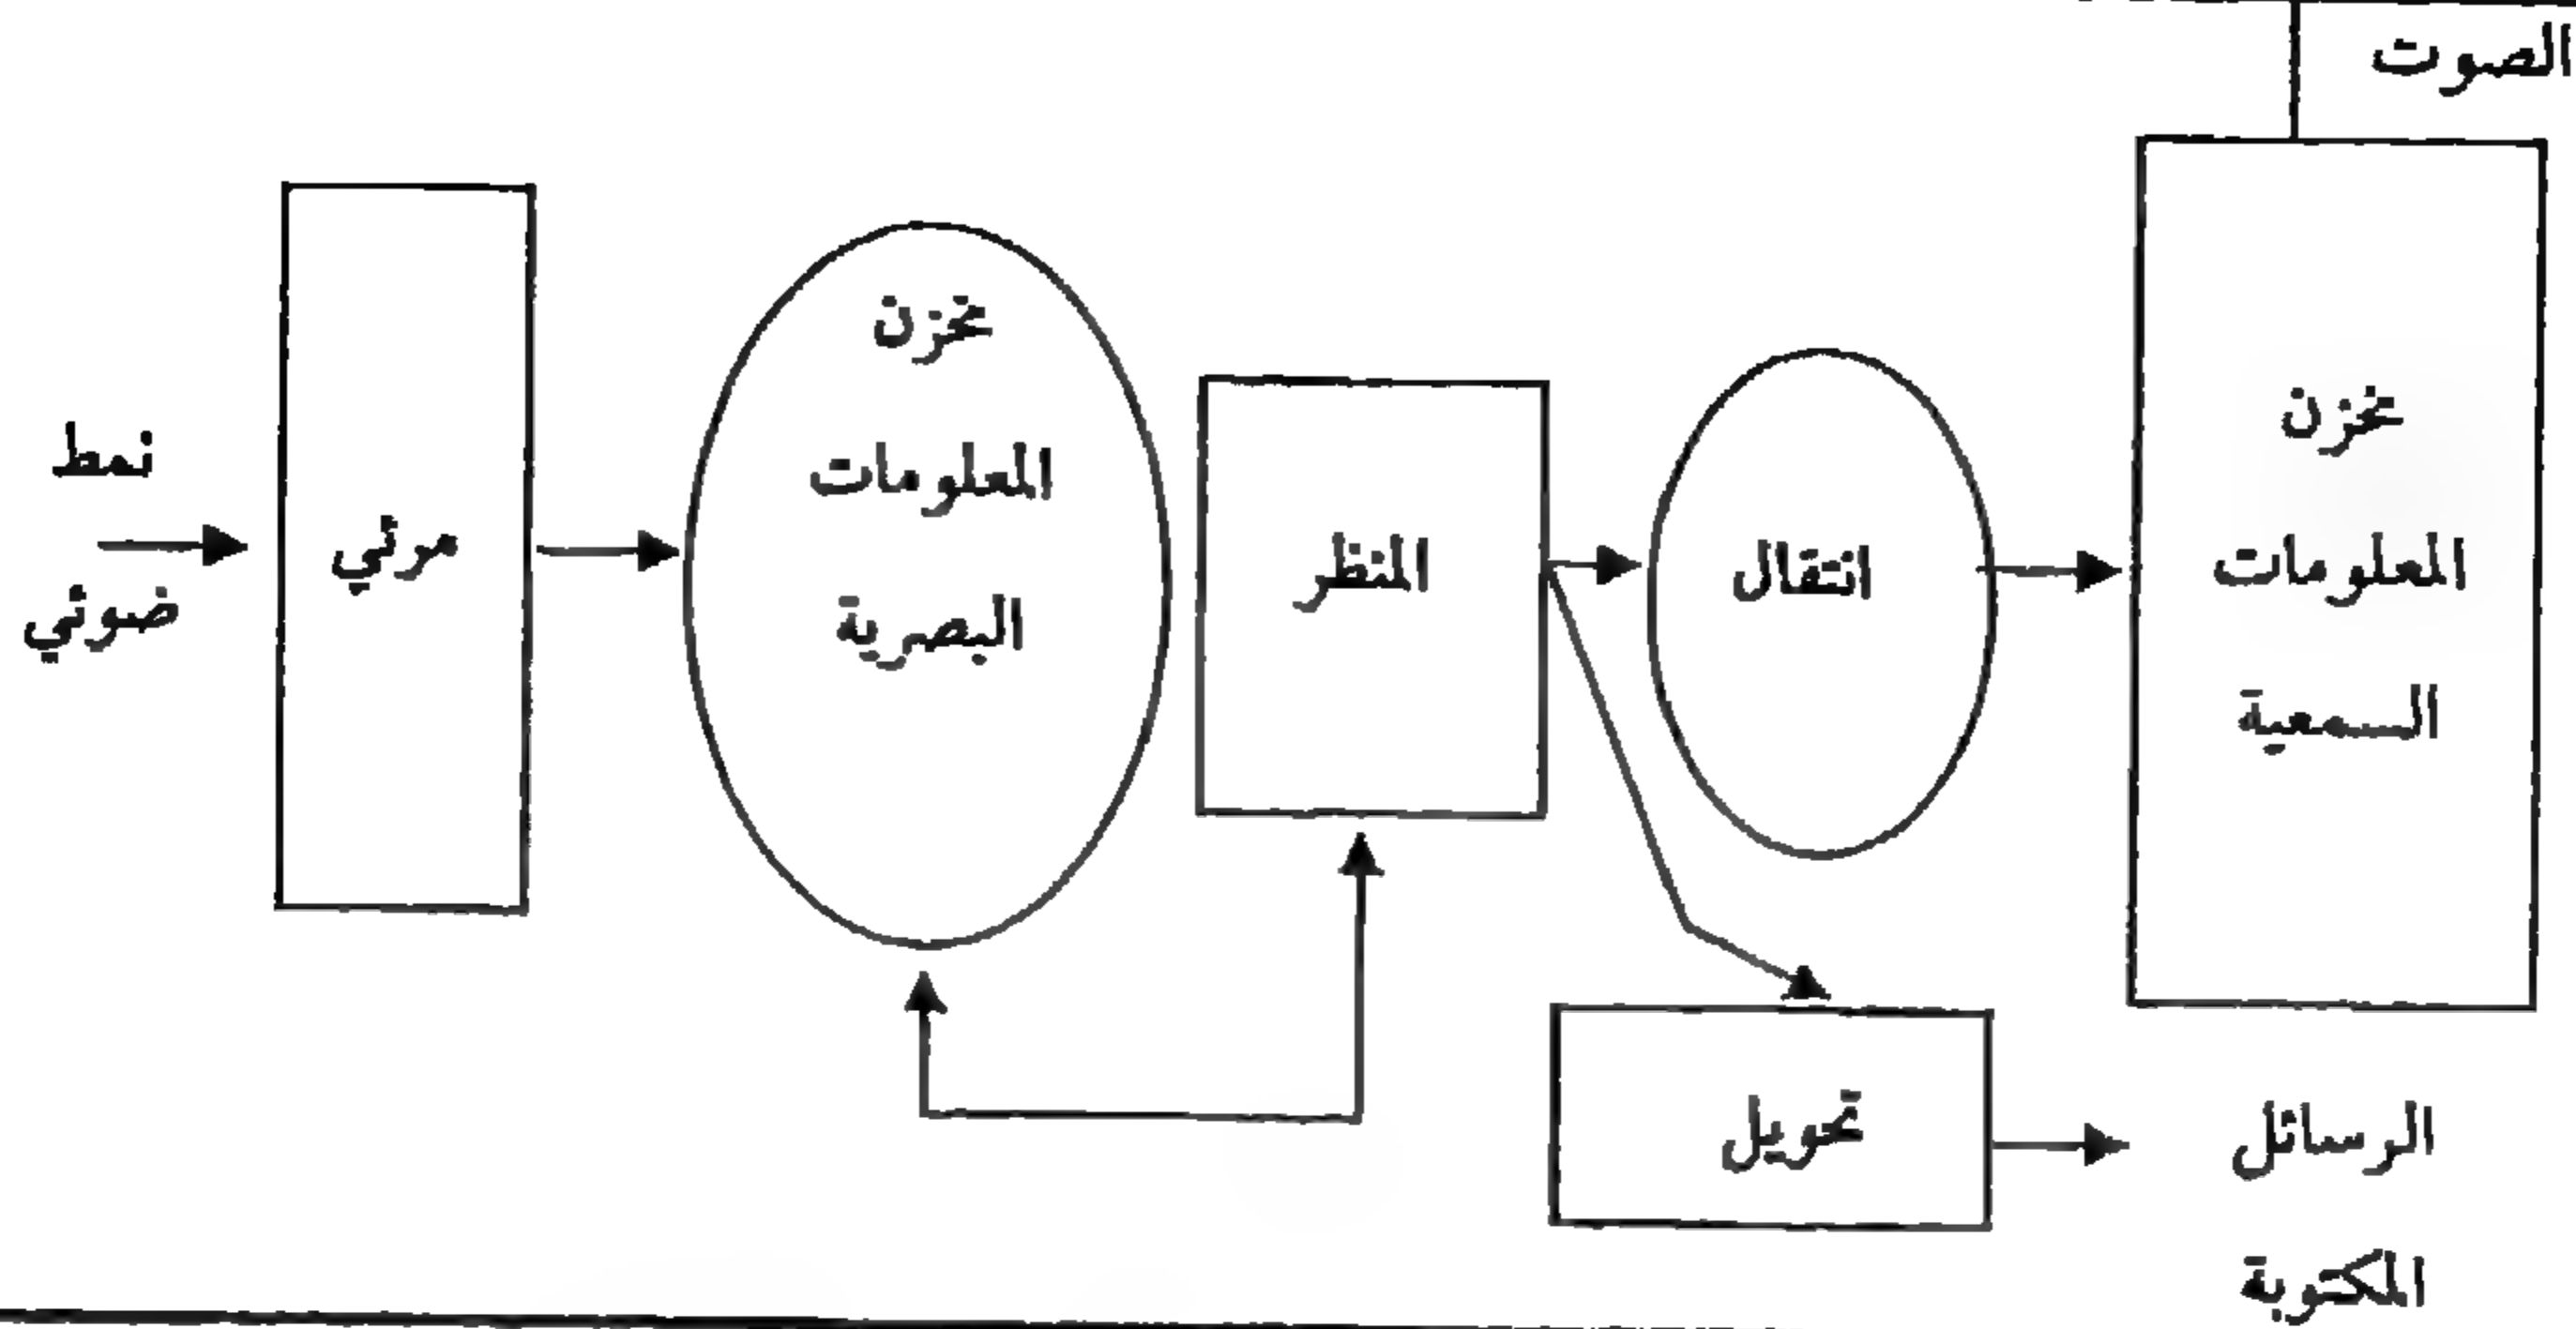 الصوت
نمط
ضوئي
مرئي
مخزن
المعلومات
البصرية
المنظر
انتقال
مخزن
المعلومات
السمعية
تحويل
الرسائل
المكتوبة